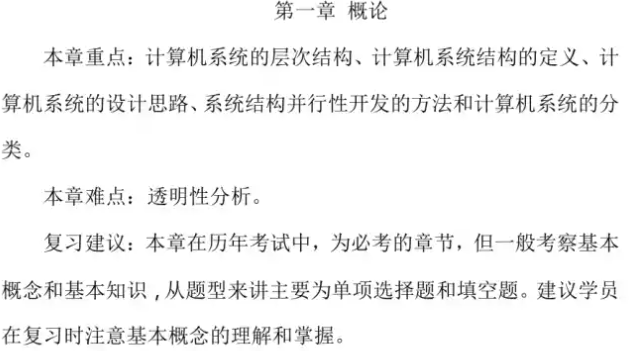 第一章 概论
本章重点：计算机系统的层次结构、计算机系统结构的定义、计
算机系统的设计思路、系统结构并行性开发的方法和计算机系统的分
类。
本章难点：透明性分析。
复习建议：本章在历年考试中，为必考的章节，但一般考察基本
概念和基本知识，从题型来讲主要为单项选择题和填空题。建议学员
在复习时注意基本概念的理解和掌握。